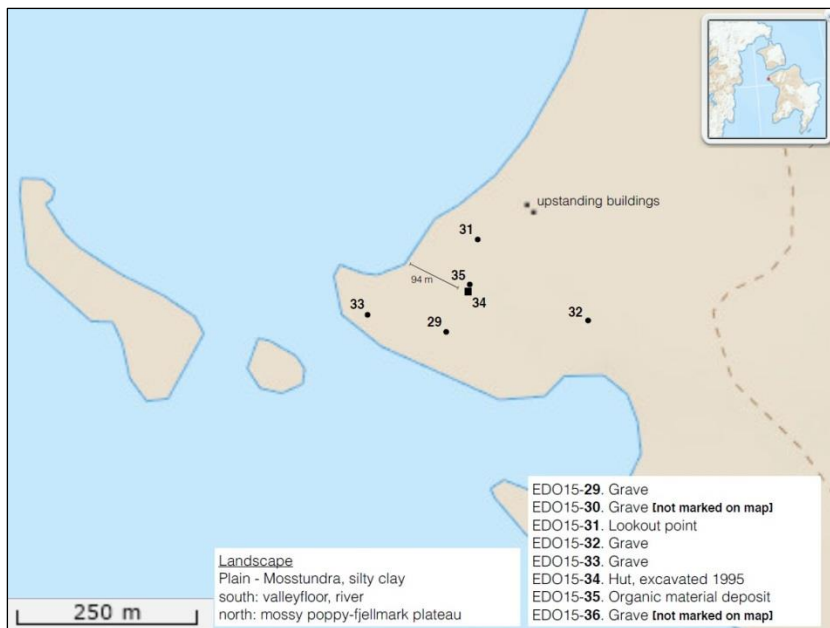 upstanding buildings
31
35
94 m
34
33
29
32
EDO15-29. Grave
EDO15-30. Grave [not marked on map]
EDO15-31. Lookout point
EDO15-32. Grave
EDO15-33. Grave
EDO15-34. Hut, excavated 1995
EDO15-35. Organic material deposit
EDO15-36. Grave [not marked on map]
Landscape
Plain - Mosstundra, silty clay
south: valleyfloor, river
north: mossy poppy-fjellmark plateau
250 m